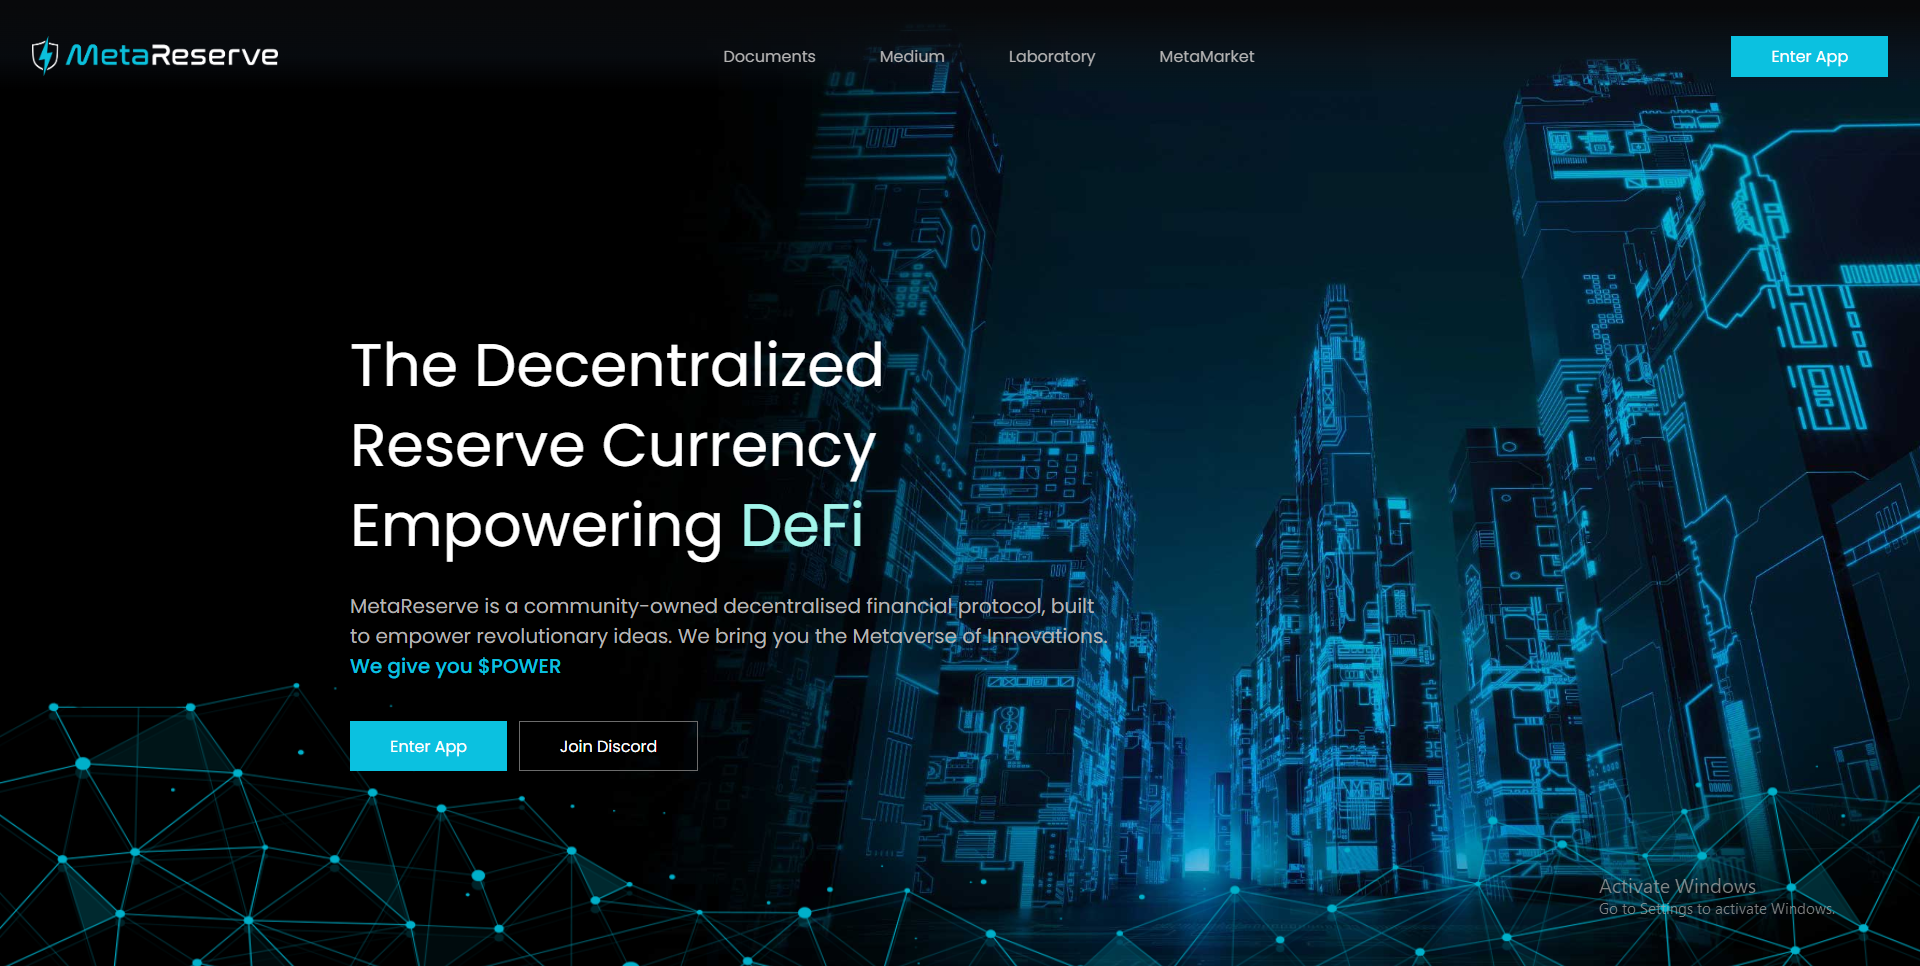 MetaReserve
Documents
Medium
Laboratory
MetaMarket
Enter App
The Decentralized
Reserve Currency
Empowering DeFi
MetaReserve is a community-owned decentralised financial protocol, built
to empower revolutionary ideas. We bring you the Metaverse of Innovations.
We give you $POWER
Enter App
Join Discord
Activate Windows
Go to Settings to activate Windows.